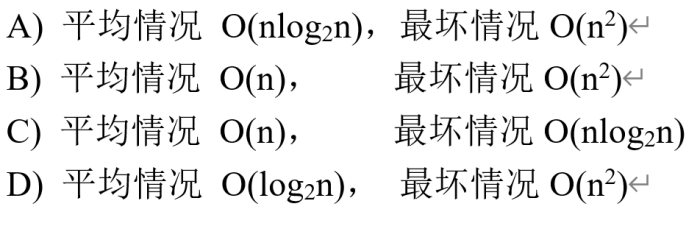 A) 平均情况 O(nlog₂n)，最坏情况 O(n²)↵
B) 平均情况 O(n)， 最坏情况 O(n²)↵
C) 平均情况 O(n)， 最坏情况 O(nlog₂n)
D) 平均情况 O(log₂n)， 最坏情况 O(n²)↵